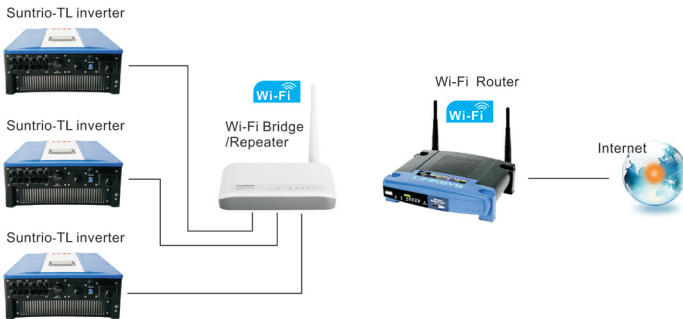 Suntrio-TL inverter
Suntrio-TL inverter
Suntrio-TL inverter
Wi-Fi
Wi-Fi Bridge
/Repeater
Wi-Fi Router
Wi-Fi
LINKSYS
Internet